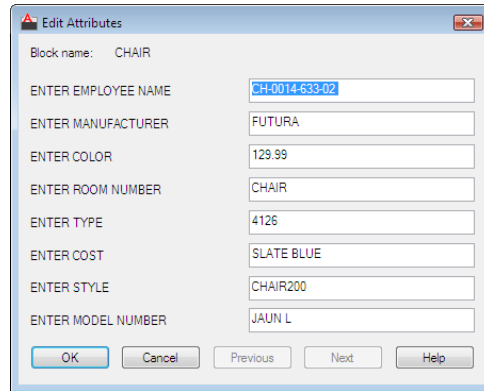 Edit Attributes
Block name: CHAIR
ENTER EMPLOYEE NAME CH-0014-633-02
ENTER MANUFACTURER FUTURA
ENTER COLOR 129.99
ENTER ROOM NUMBER CHAIR
ENTER TYPE 4126
ENTER COST SLATE BLUE
ENTER STYLE CHAIR200
ENTER MODEL NUMBER JAUN L
OK Cancel Previous Next Help